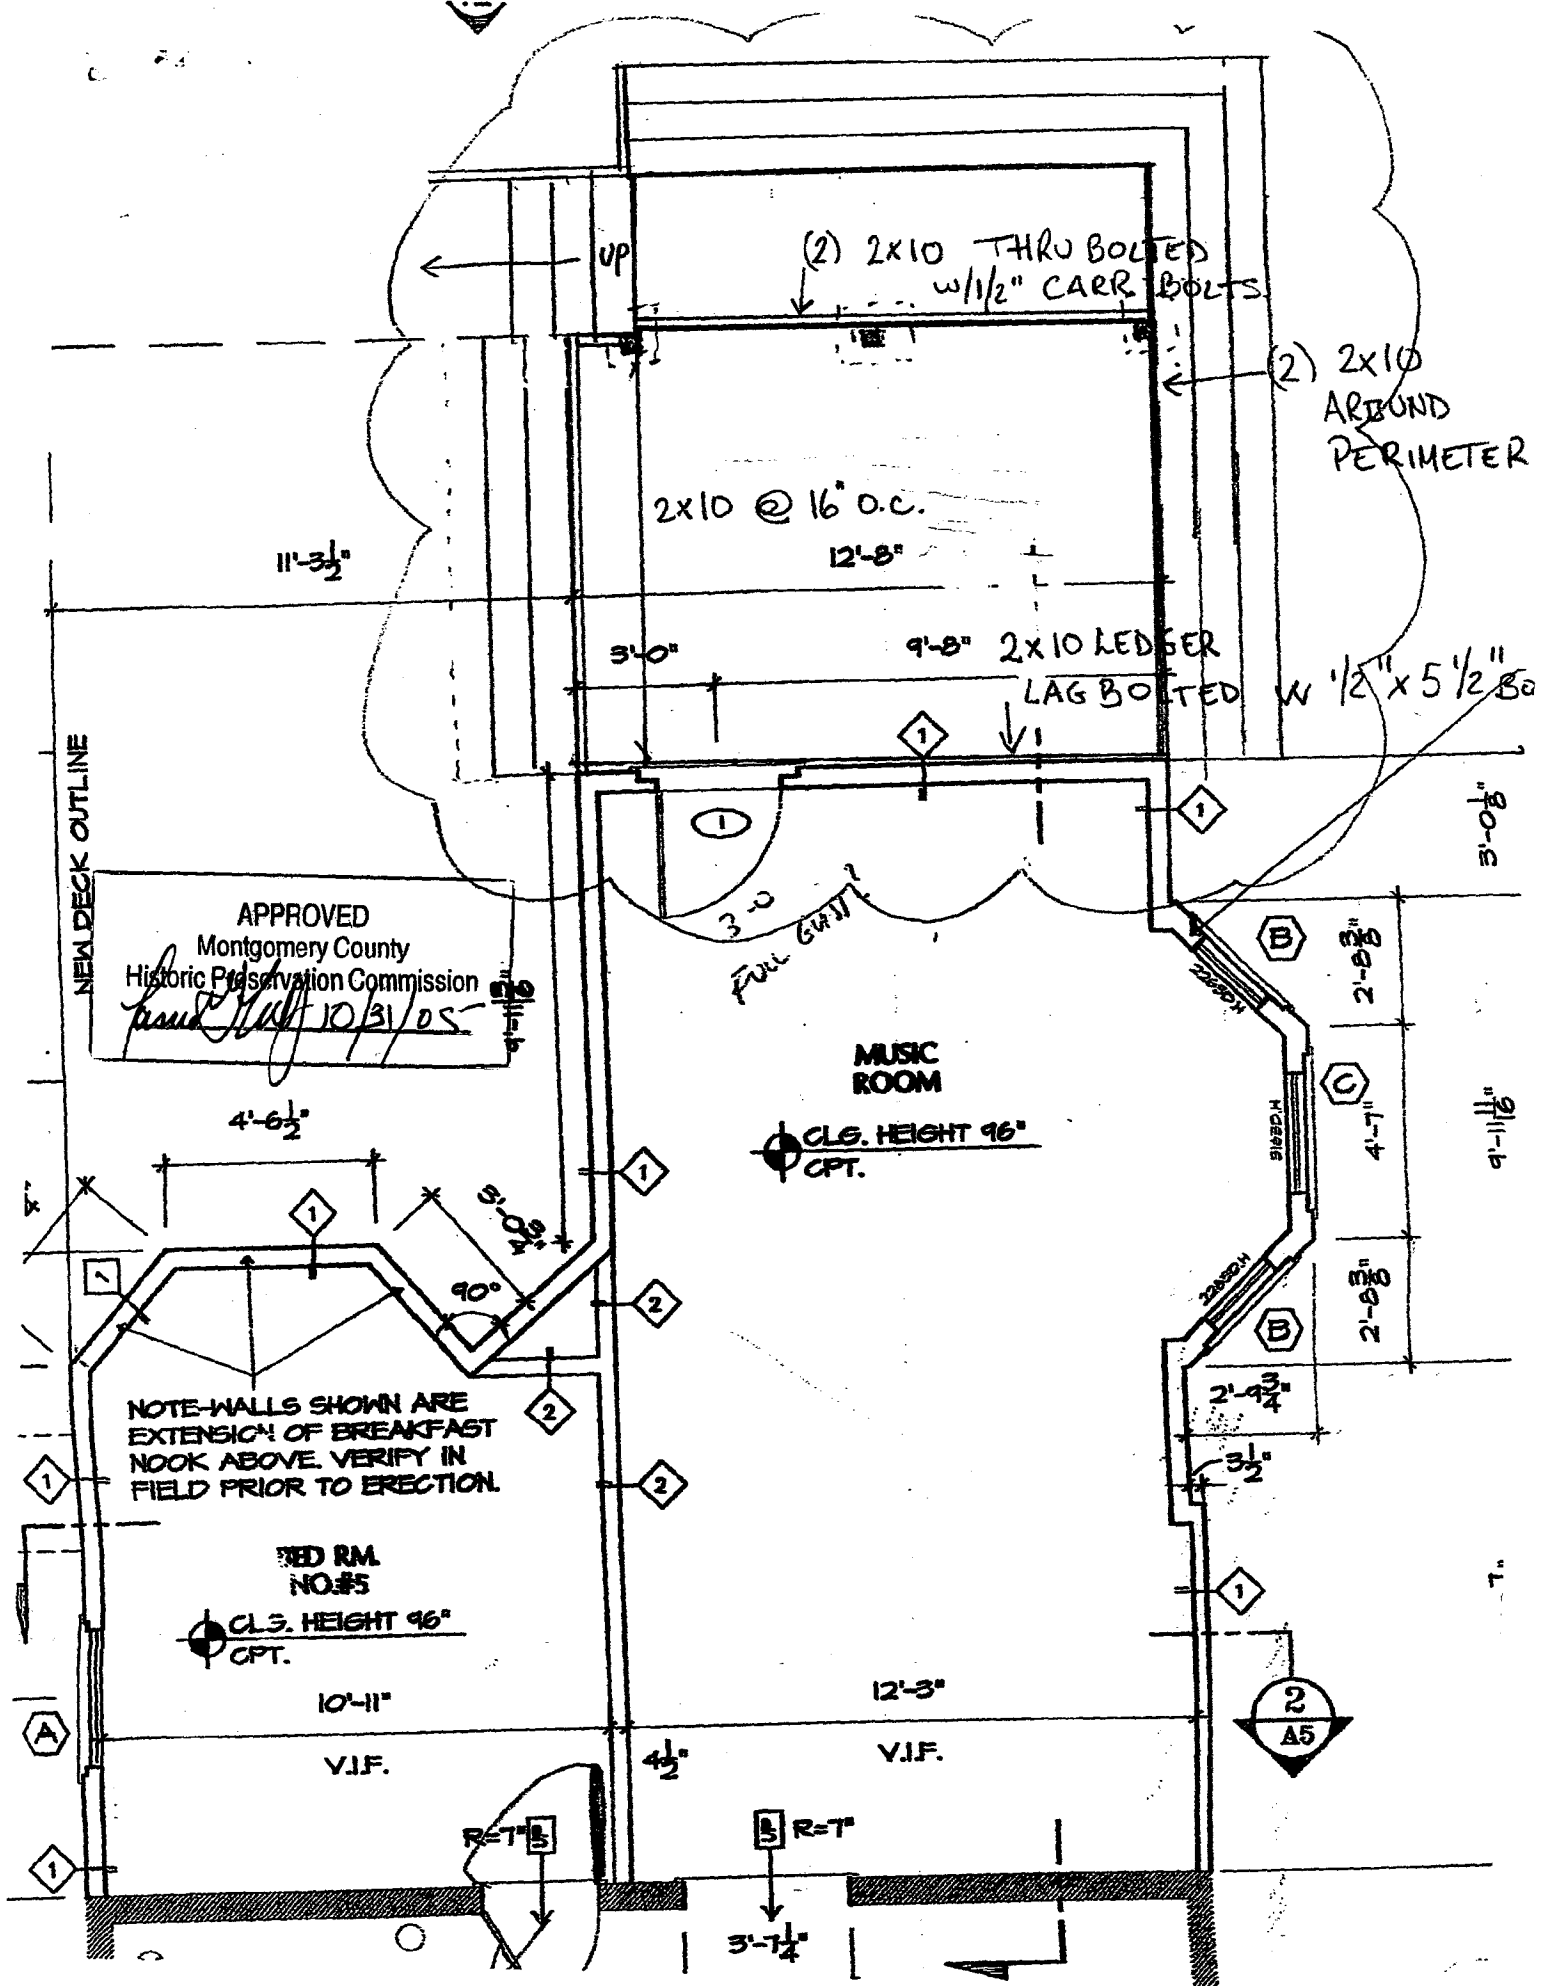 UP
(2) 2x10 THRU BOLTED
W/1/2" CARR. BOLTS
(2) 2x10
AROUND
PERIMETER
2x10 @ 16" O.C.
11'-3 1/2"
12'-8"
3'-0"
9'-8"
2x10 LEDGER
LAG BOLTED W 1/2" x 5 1/2"
1
1
1
3'-0 1/8"
NEW DECK OUTLINE
APPROVED
Montgomery County
Historic Preservation Commission
10/31/05
3-0
FULL GLASS
B
2'-8 3/8"
MUSIC
ROOM
CLG. HEIGHT 96"
CPT.
C
4'-7"
9'-11 11/16"
4'-6 1/2"
1
1
90°
2
B
2'-8 3/8"
2'-9 3/4"
3 1/2"
2
2
NOTE-WALLS SHOWN ARE
EXTENSION OF BREAKFAST
NOOK ABOVE. VERIFY IN
FIELD PRIOR TO ERECTION.
1
RM.
NO.#5
CLG. HEIGHT 96"
CPT.
1
7"
10'-11"
12'-3"
2
A5
A
V.I.F.
4 1/2"
V.I.F.
R=7"
R=7"
1
3'-7 1/4"